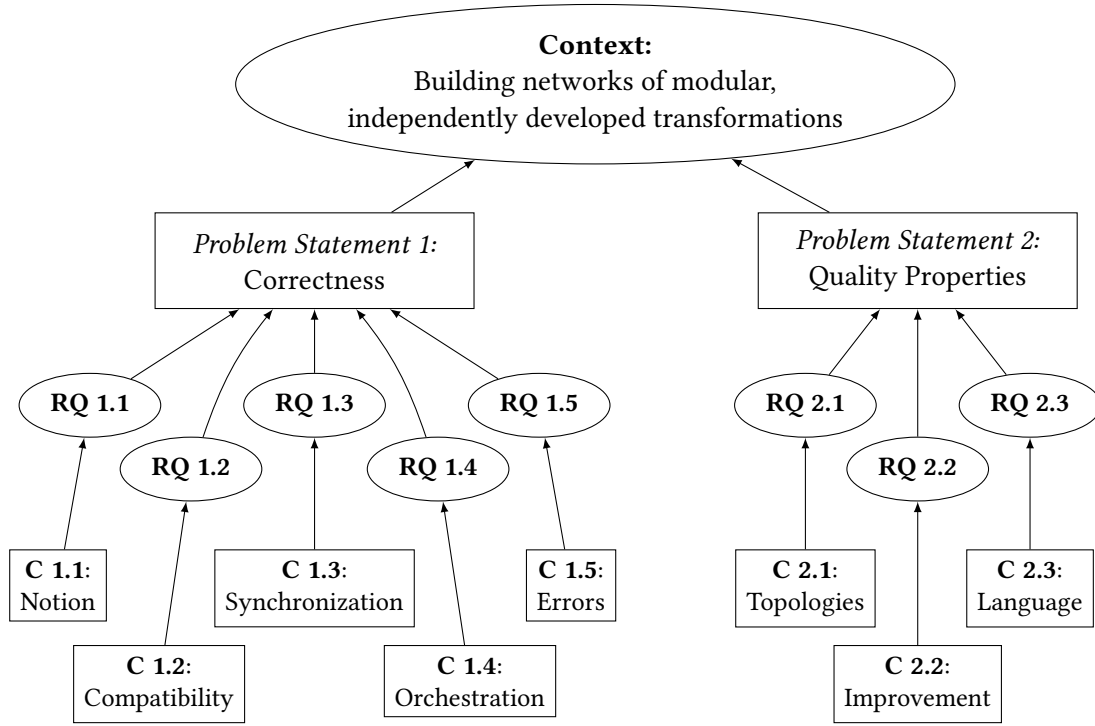 Context:
Building networks of modular,
independently developed transformations
Problem Statement 1:
Correctness
Problem Statement 2:
Quality Properties
RQ 1.1
RQ 1.2
RQ 1.3
RQ 1.4
RQ 1.5
RQ 2.1
RQ 2.2
RQ 2.3
C 1.1:
Notion
C 1.2:
Compatibility
C 1.3:
Synchronization
C 1.4:
Orchestration
C 1.5:
Errors
C 2.1:
Topologies
C 2.2:
Improvement
C 2.3:
Language